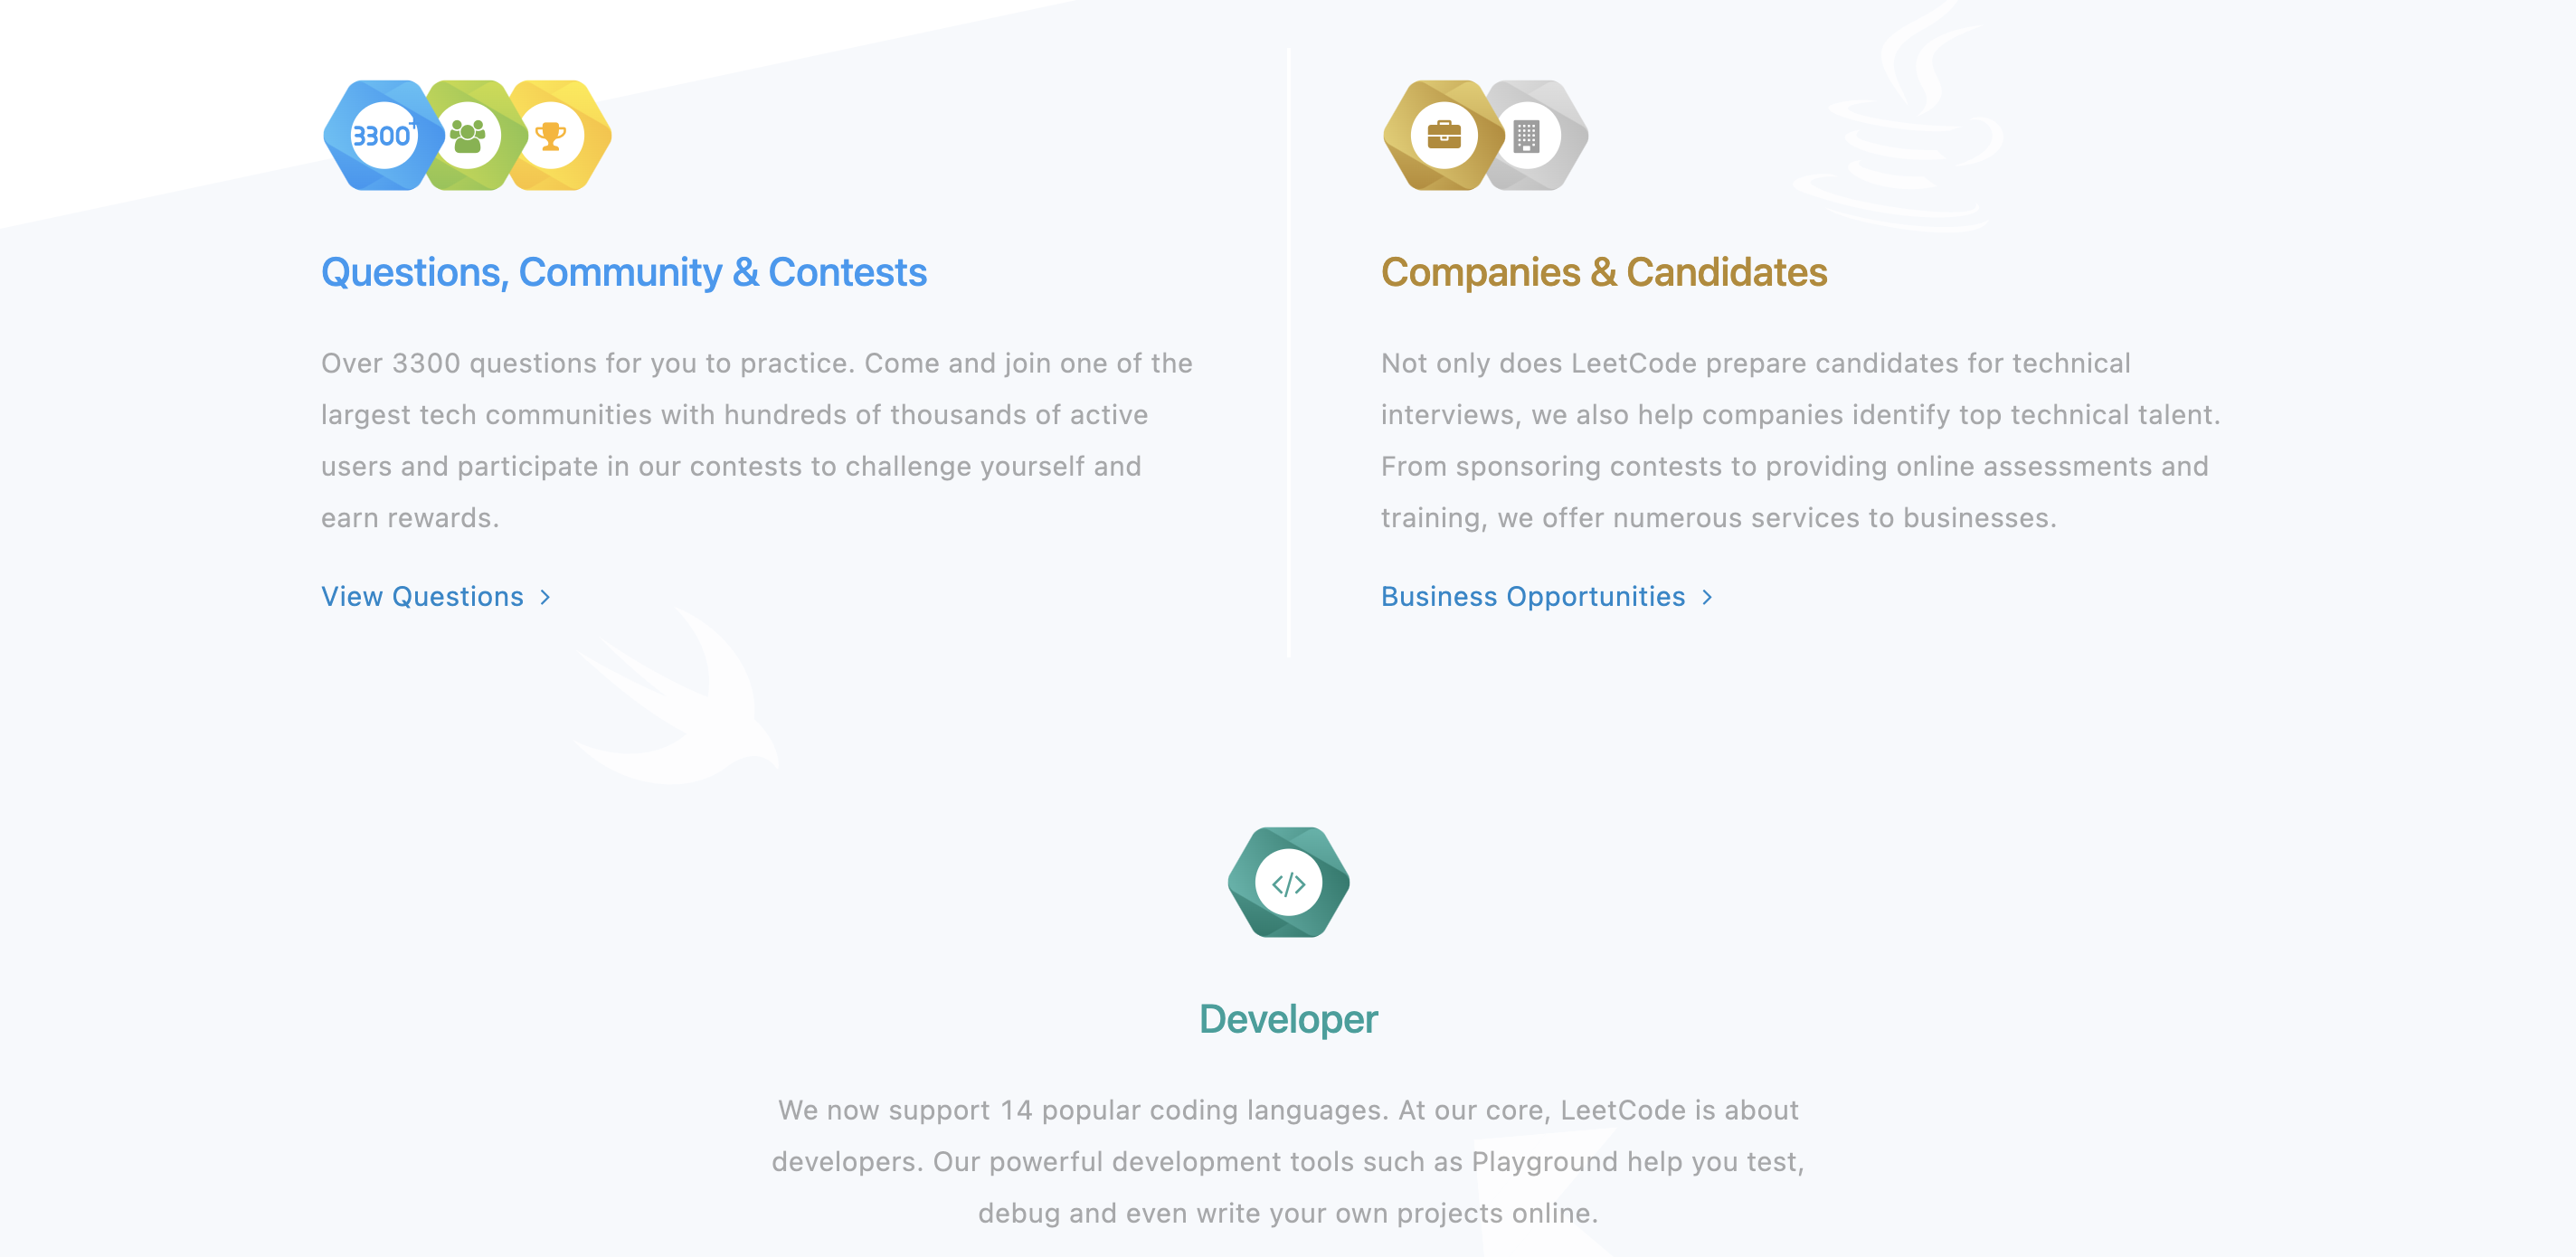 3300+
Questions, Community & Contests
Over 3300 questions for you to practice. Come and join one of the
largest tech communities with hundreds of thousands of active
users and participate in our contests to challenge yourself and
earn rewards.
View Questions >
Companies & Candidates
Not only does LeetCode prepare candidates for technical
interviews, we also help companies identify top technical talent.
From sponsoring contests to providing online assessments and
training, we offer numerous services to businesses.
Business Opportunities >
</>
Developer
We now support 14 popular coding languages. At our core, LeetCode is about
developers. Our powerful development tools such as Playground help you test,
debug and even write your own projects online.